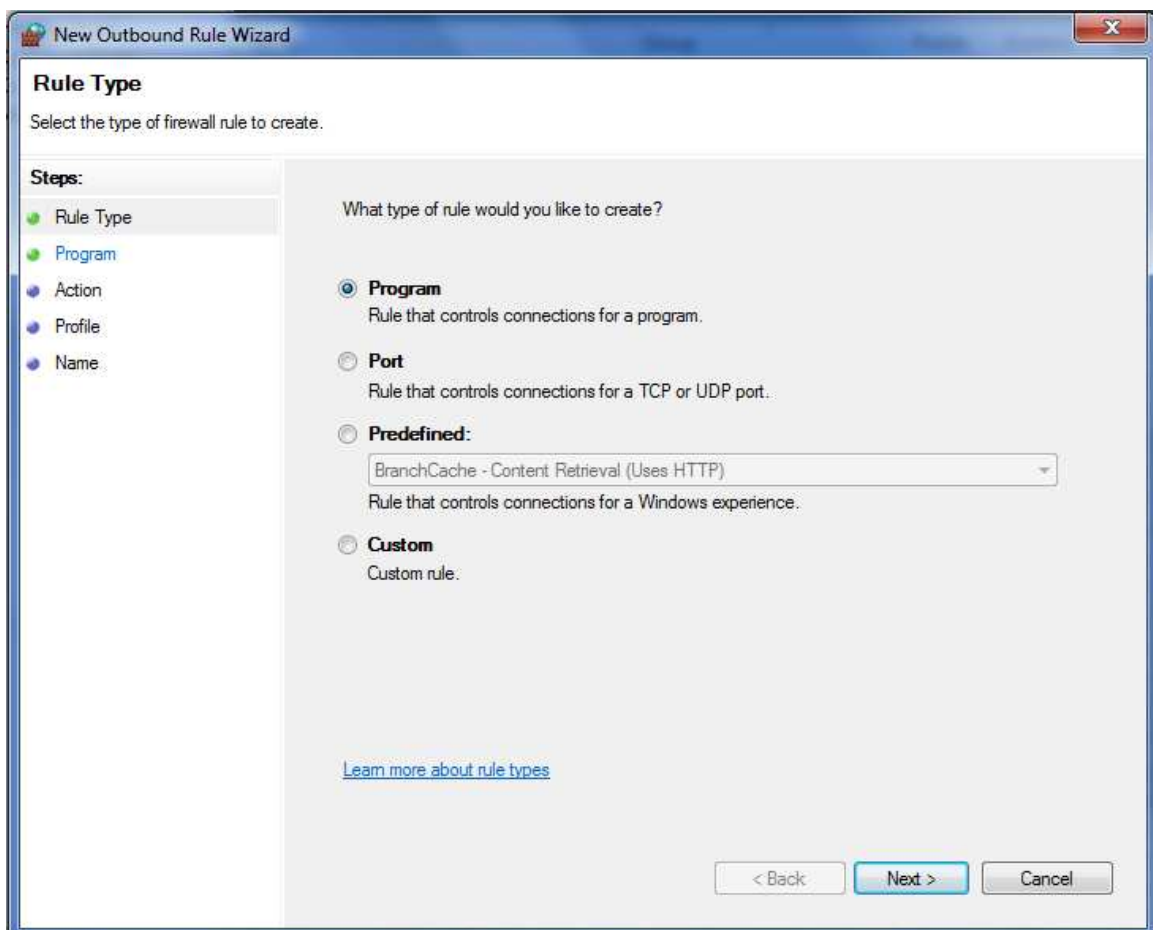 New Outbound Rule Wizard
Rule Type
Select the type of firewall rule to create.
Steps:
Rule Type
Program
Action
Profile
Name
What type of rule would you like to create?
Program
Rule that controls connections for a program.
Port
Rule that controls connections for a TCP or UDP port.
Predefined:
BranchCache - Content Retrieval (Uses HTTP)
Rule that controls connections for a Windows experience.
Custom
Custom rule.
Learn more about rule types
< Back Next > Cancel